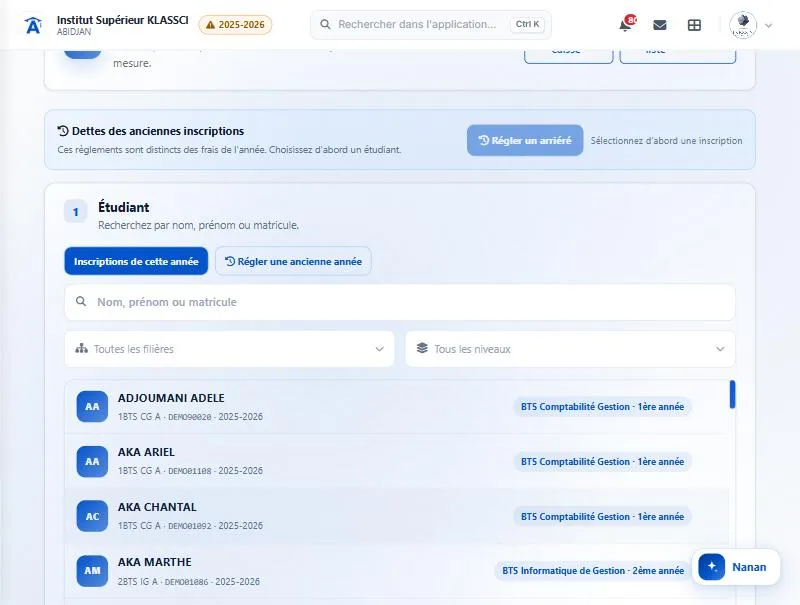 Institut Supérieur KLASSCI
ABIDJAN
2025-2026
Rechercher dans l'application...
Ctrl K
mesure.
liste
Dettes des anciennes inscriptions
Ces règlements sont distincts des frais de l'année. Choisissez d'abord un étudiant.
Régler un arriéré
Sélectionnez d'abord une inscription
1
Étudiant
Recherchez par nom, prénom ou matricule.
Inscriptions de cette année
Régler une ancienne année
Nom, prénom ou matricule
Toutes les filières
Tous les niveaux
AA
ADJOUMANI ADELE
1BTS CG A · DEMO90020 · 2025-2026
BTS Comptabilité Gestion · 1ère année
AA
AKA ARIEL
1BTS CG A · DEMO01108 · 2025-2026
BTS Comptabilité Gestion · 1ère année
AC
AKA CHANTAL
1BTS CG A · DEMO01092 · 2025-2026
BTS Comptabilité Gestion · 1ère année
AM
AKA MARTHE
2BTS IG A · DEMO01086 · 2025-2026
BTS Informatique de Gestion · 2ème année
Nanan